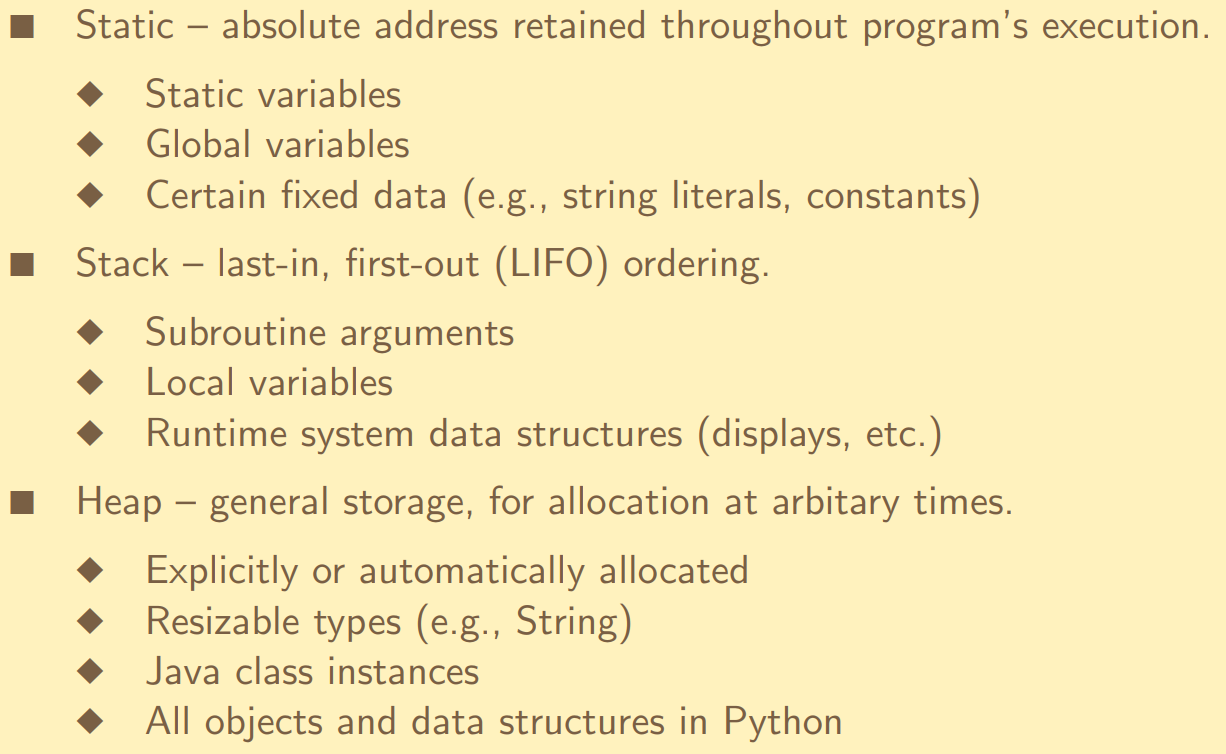 ■ Static – absolute address retained throughout program's execution.
◆ Static variables
◆ Global variables
◆ Certain fixed data (e.g., string literals, constants)
■ Stack – last-in, first-out (LIFO) ordering.
◆ Subroutine arguments
◆ Local variables
◆ Runtime system data structures (displays, etc.)
■ Heap – general storage, for allocation at arbitary times.
◆ Explicitly or automatically allocated
◆ Resizable types (e.g., String)
◆ Java class instances
◆ All objects and data structures in Python